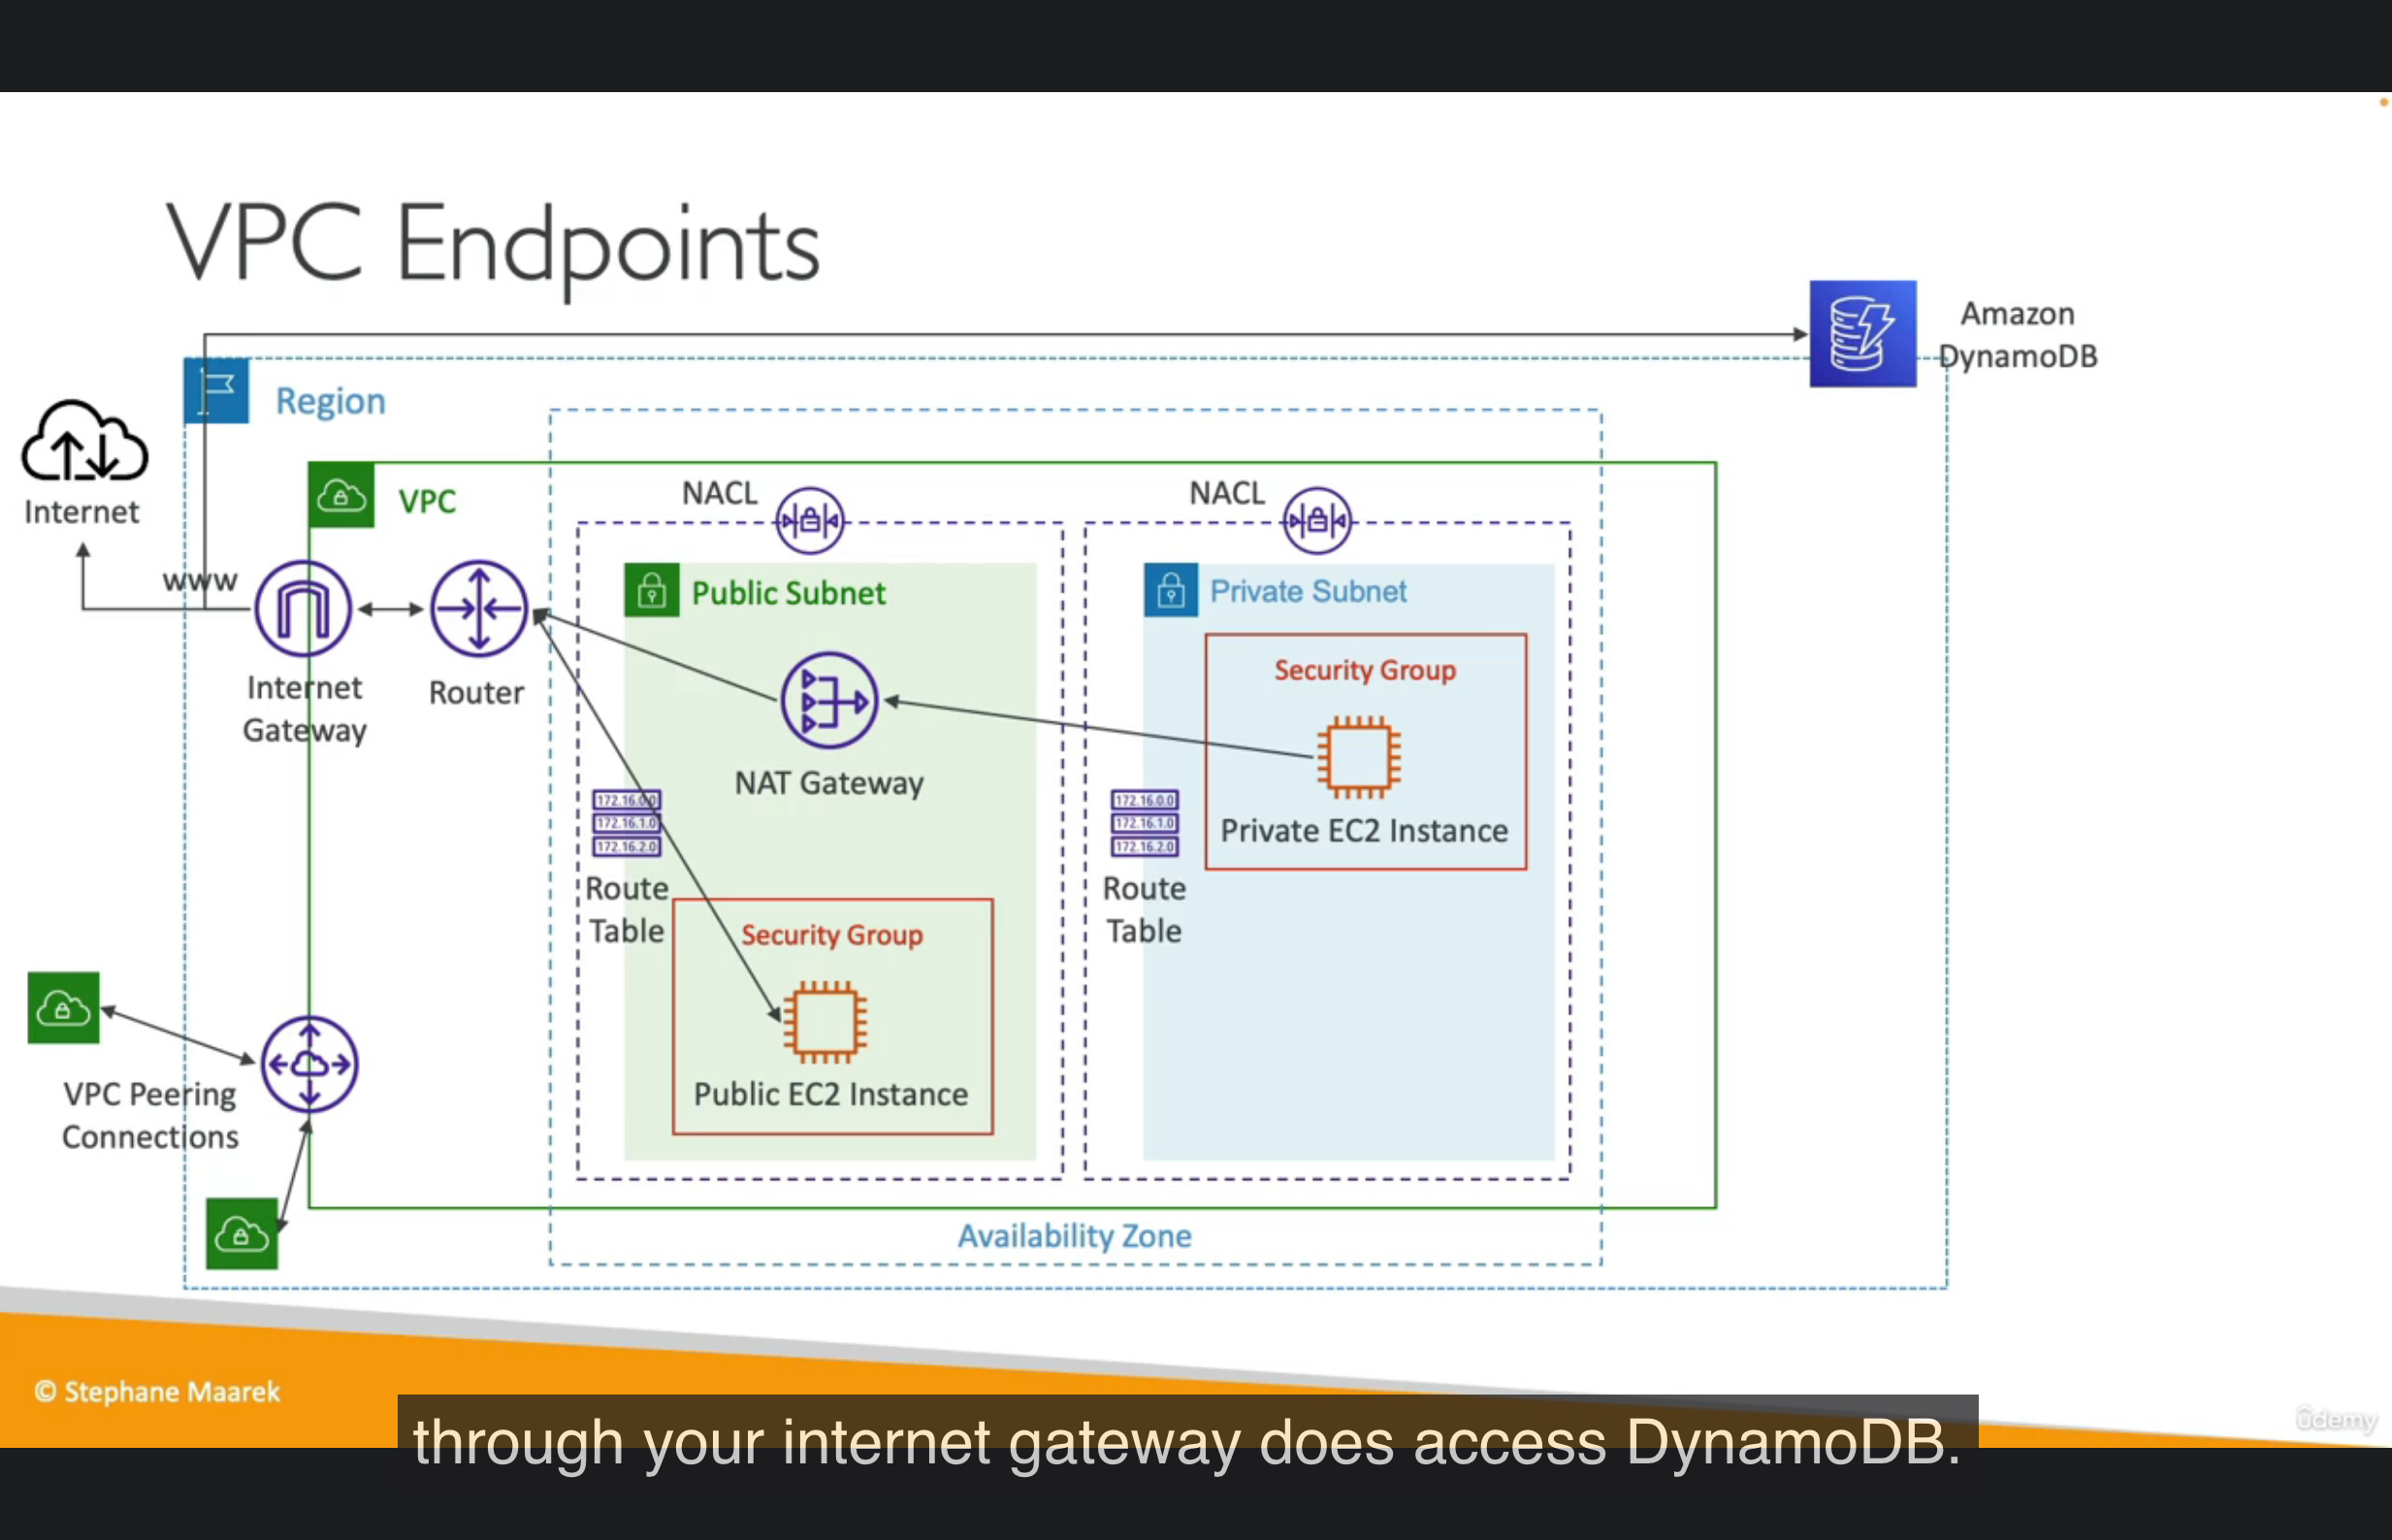 VPC Endpoints
Amazon
DynamoDB
Region
Internet
VPC
NACL
NACL
www
Public Subnet
Private Subnet
Security Group
Internet
Gateway
Router
NAT Gateway
172.16.0.0
172.16.1.0
172.16.2.0
172.16.0.0
172.16.1.0
172.16.2.0
Private EC2 Instance
Route
Table
Route
Table
Security Group
Public EC2 Instance
VPC Peering
Connections
Availability Zone
© Stephane Maarek
ûdemy
through your internet gateway does access DynamoDB.